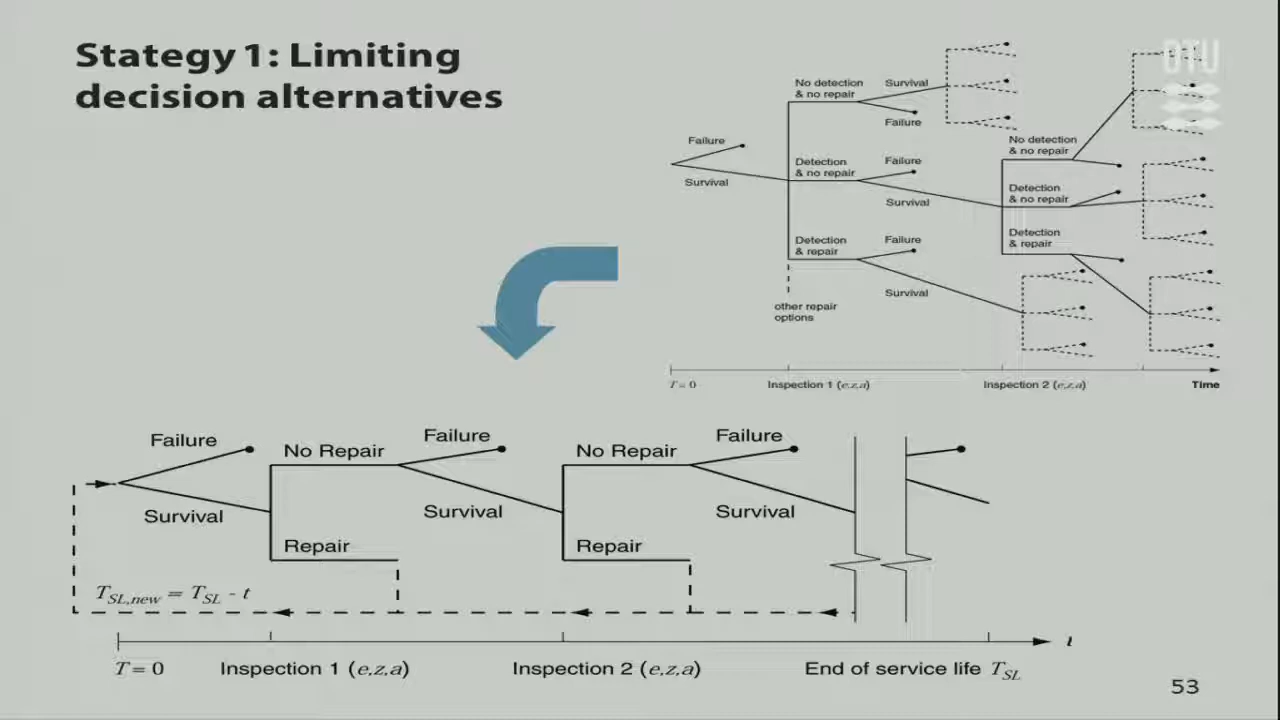 Stategy 1: Limiting
decision alternatives
DTU
No detection
& no repair
Survival
Failure
Failure
Survival
Detection
& no repair
Failure
Survival
No detection
& no repair
Detection
& no repair
Detection
& repair
Detection
& repair
Failure
Survival
other repair
options
T = 0
Inspection 1 (e,z,a)
Inspection 2 (e,z,a)
Time
Failure
No Repair
Failure
No Repair
Failure
Survival
Survival
Survival
Repair
Repair
T_SL,new = T_SL - t
t
T = 0
Inspection 1 (e,z,a)
Inspection 2 (e,z,a)
End of service life T_SL
53